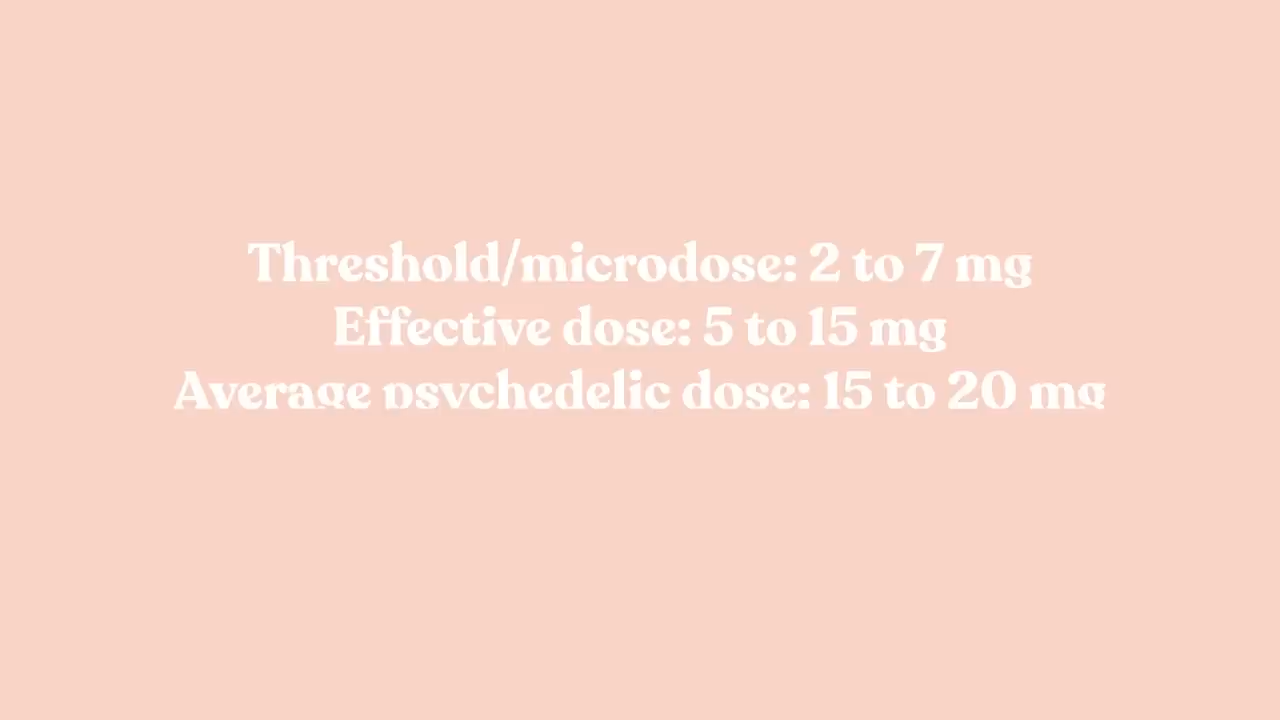 Threshold/microdose: 2 to 7 mg
Effective dose: 5 to 15 mg
Average psychedelic dose: 15 to 20 mg